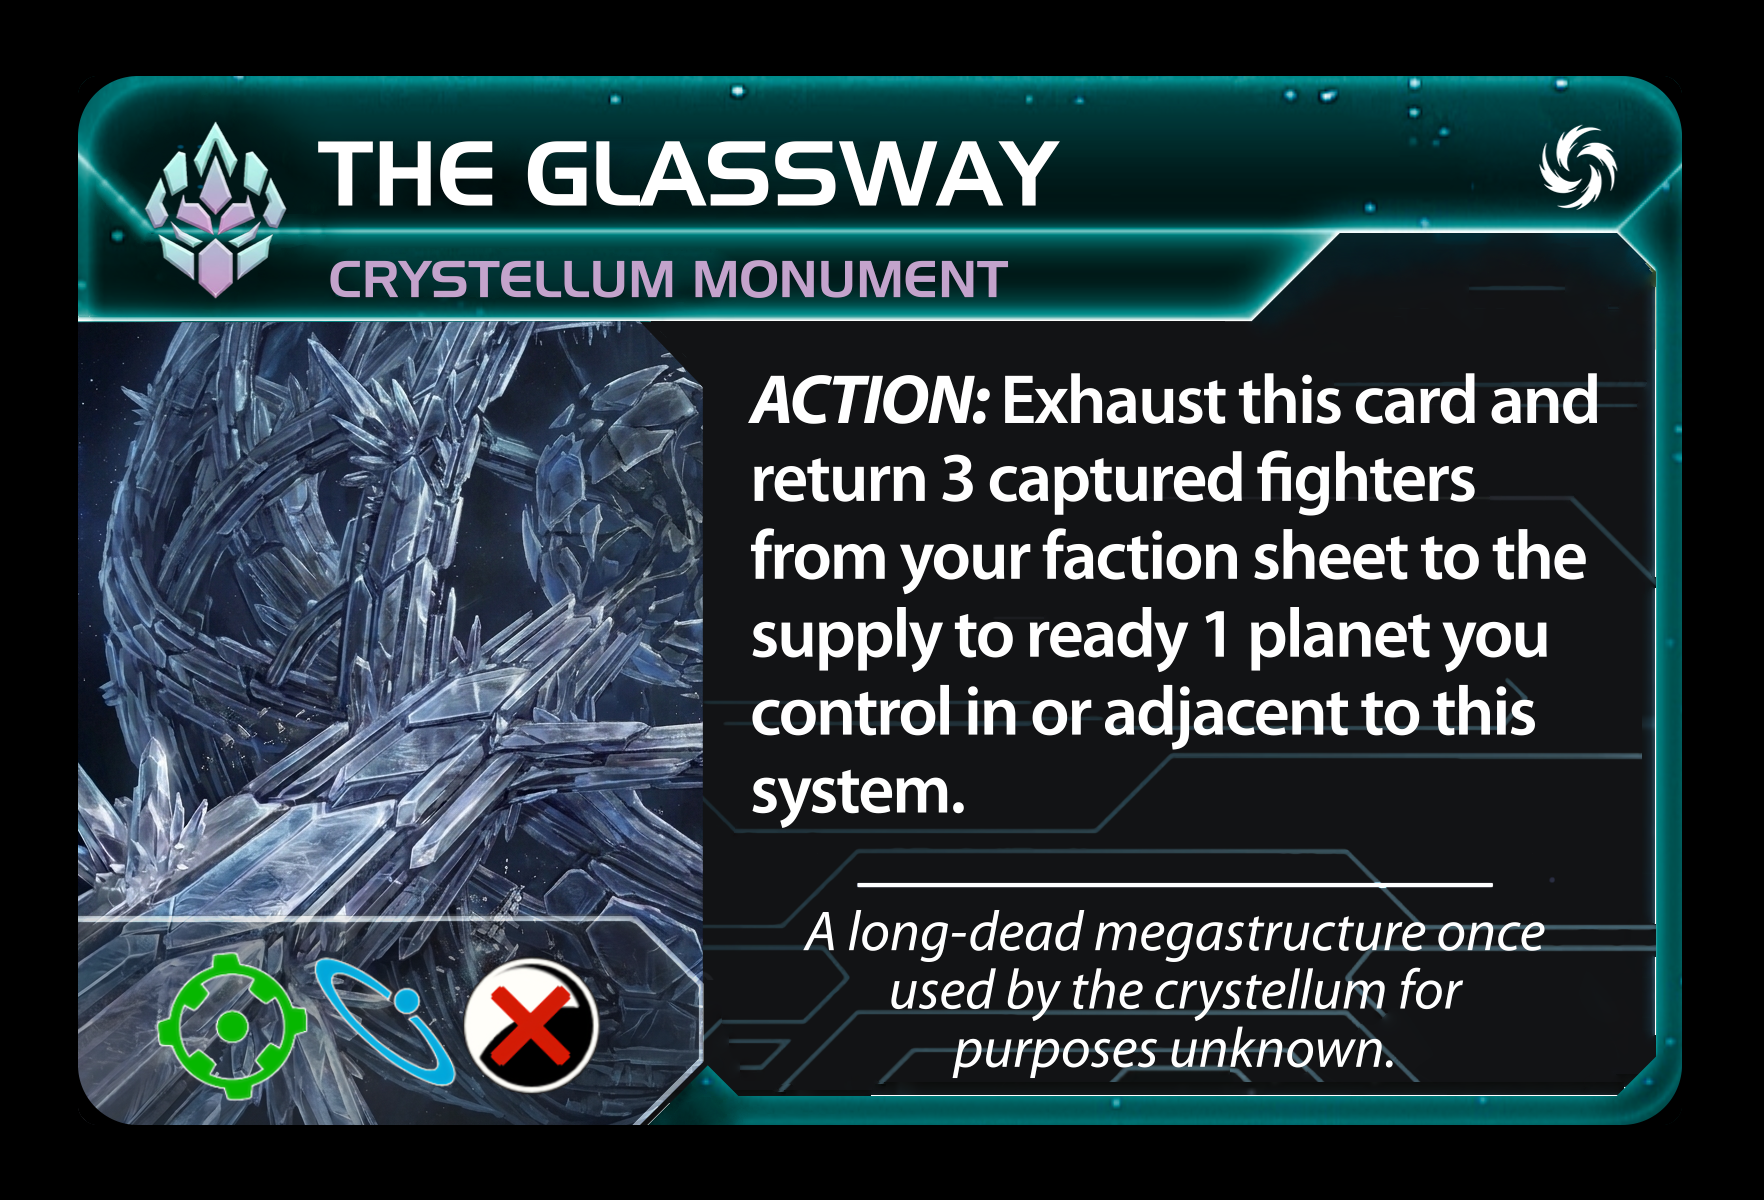 THE GLASSWAY
CRYSTELLUM MONUMENT
ACTION: Exhaust this card and
return 3 captured fighters
from your faction sheet to the
supply to ready 1 planet you
control in or adjacent to this
system.
A long-dead megastructure once
used by the crystellum for
purposes unknown.